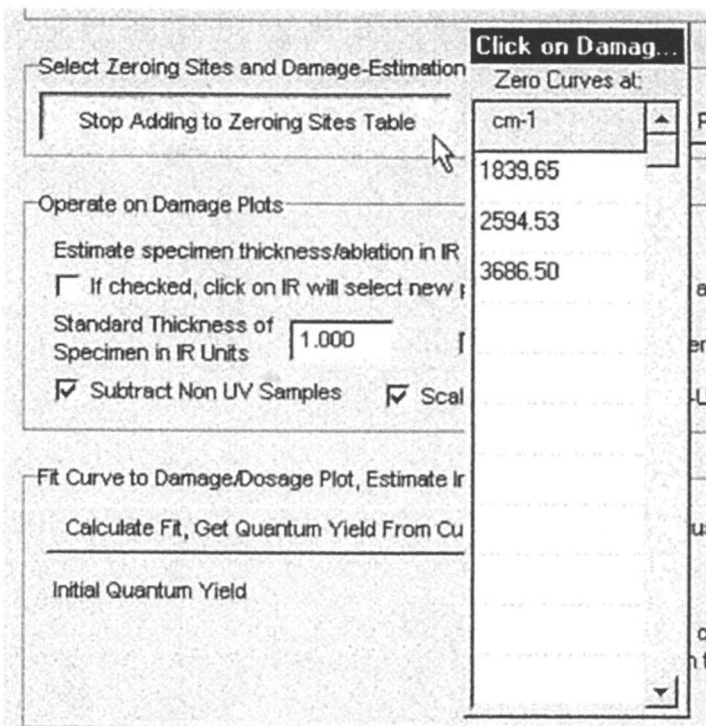 Click on Damag...
Select Zeroing Sites and Damage-Estimation
Zero Curves at:
Stop Adding to Zeroing Sites Table
cm-1
1839.65
2594.53
3686.50
Operate on Damage Plots
Estimate specimen thickness/ablation in IR
If checked, click on IR will select new
Standard Thickness of
Specimen in IR Units
1.000
Subtract Non UV Samples
Scal
Fit Curve to Damage/Dosage Plot, Estimate
Calculate Fit, Get Quantum Yield From Cu
Initial Quantum Yield